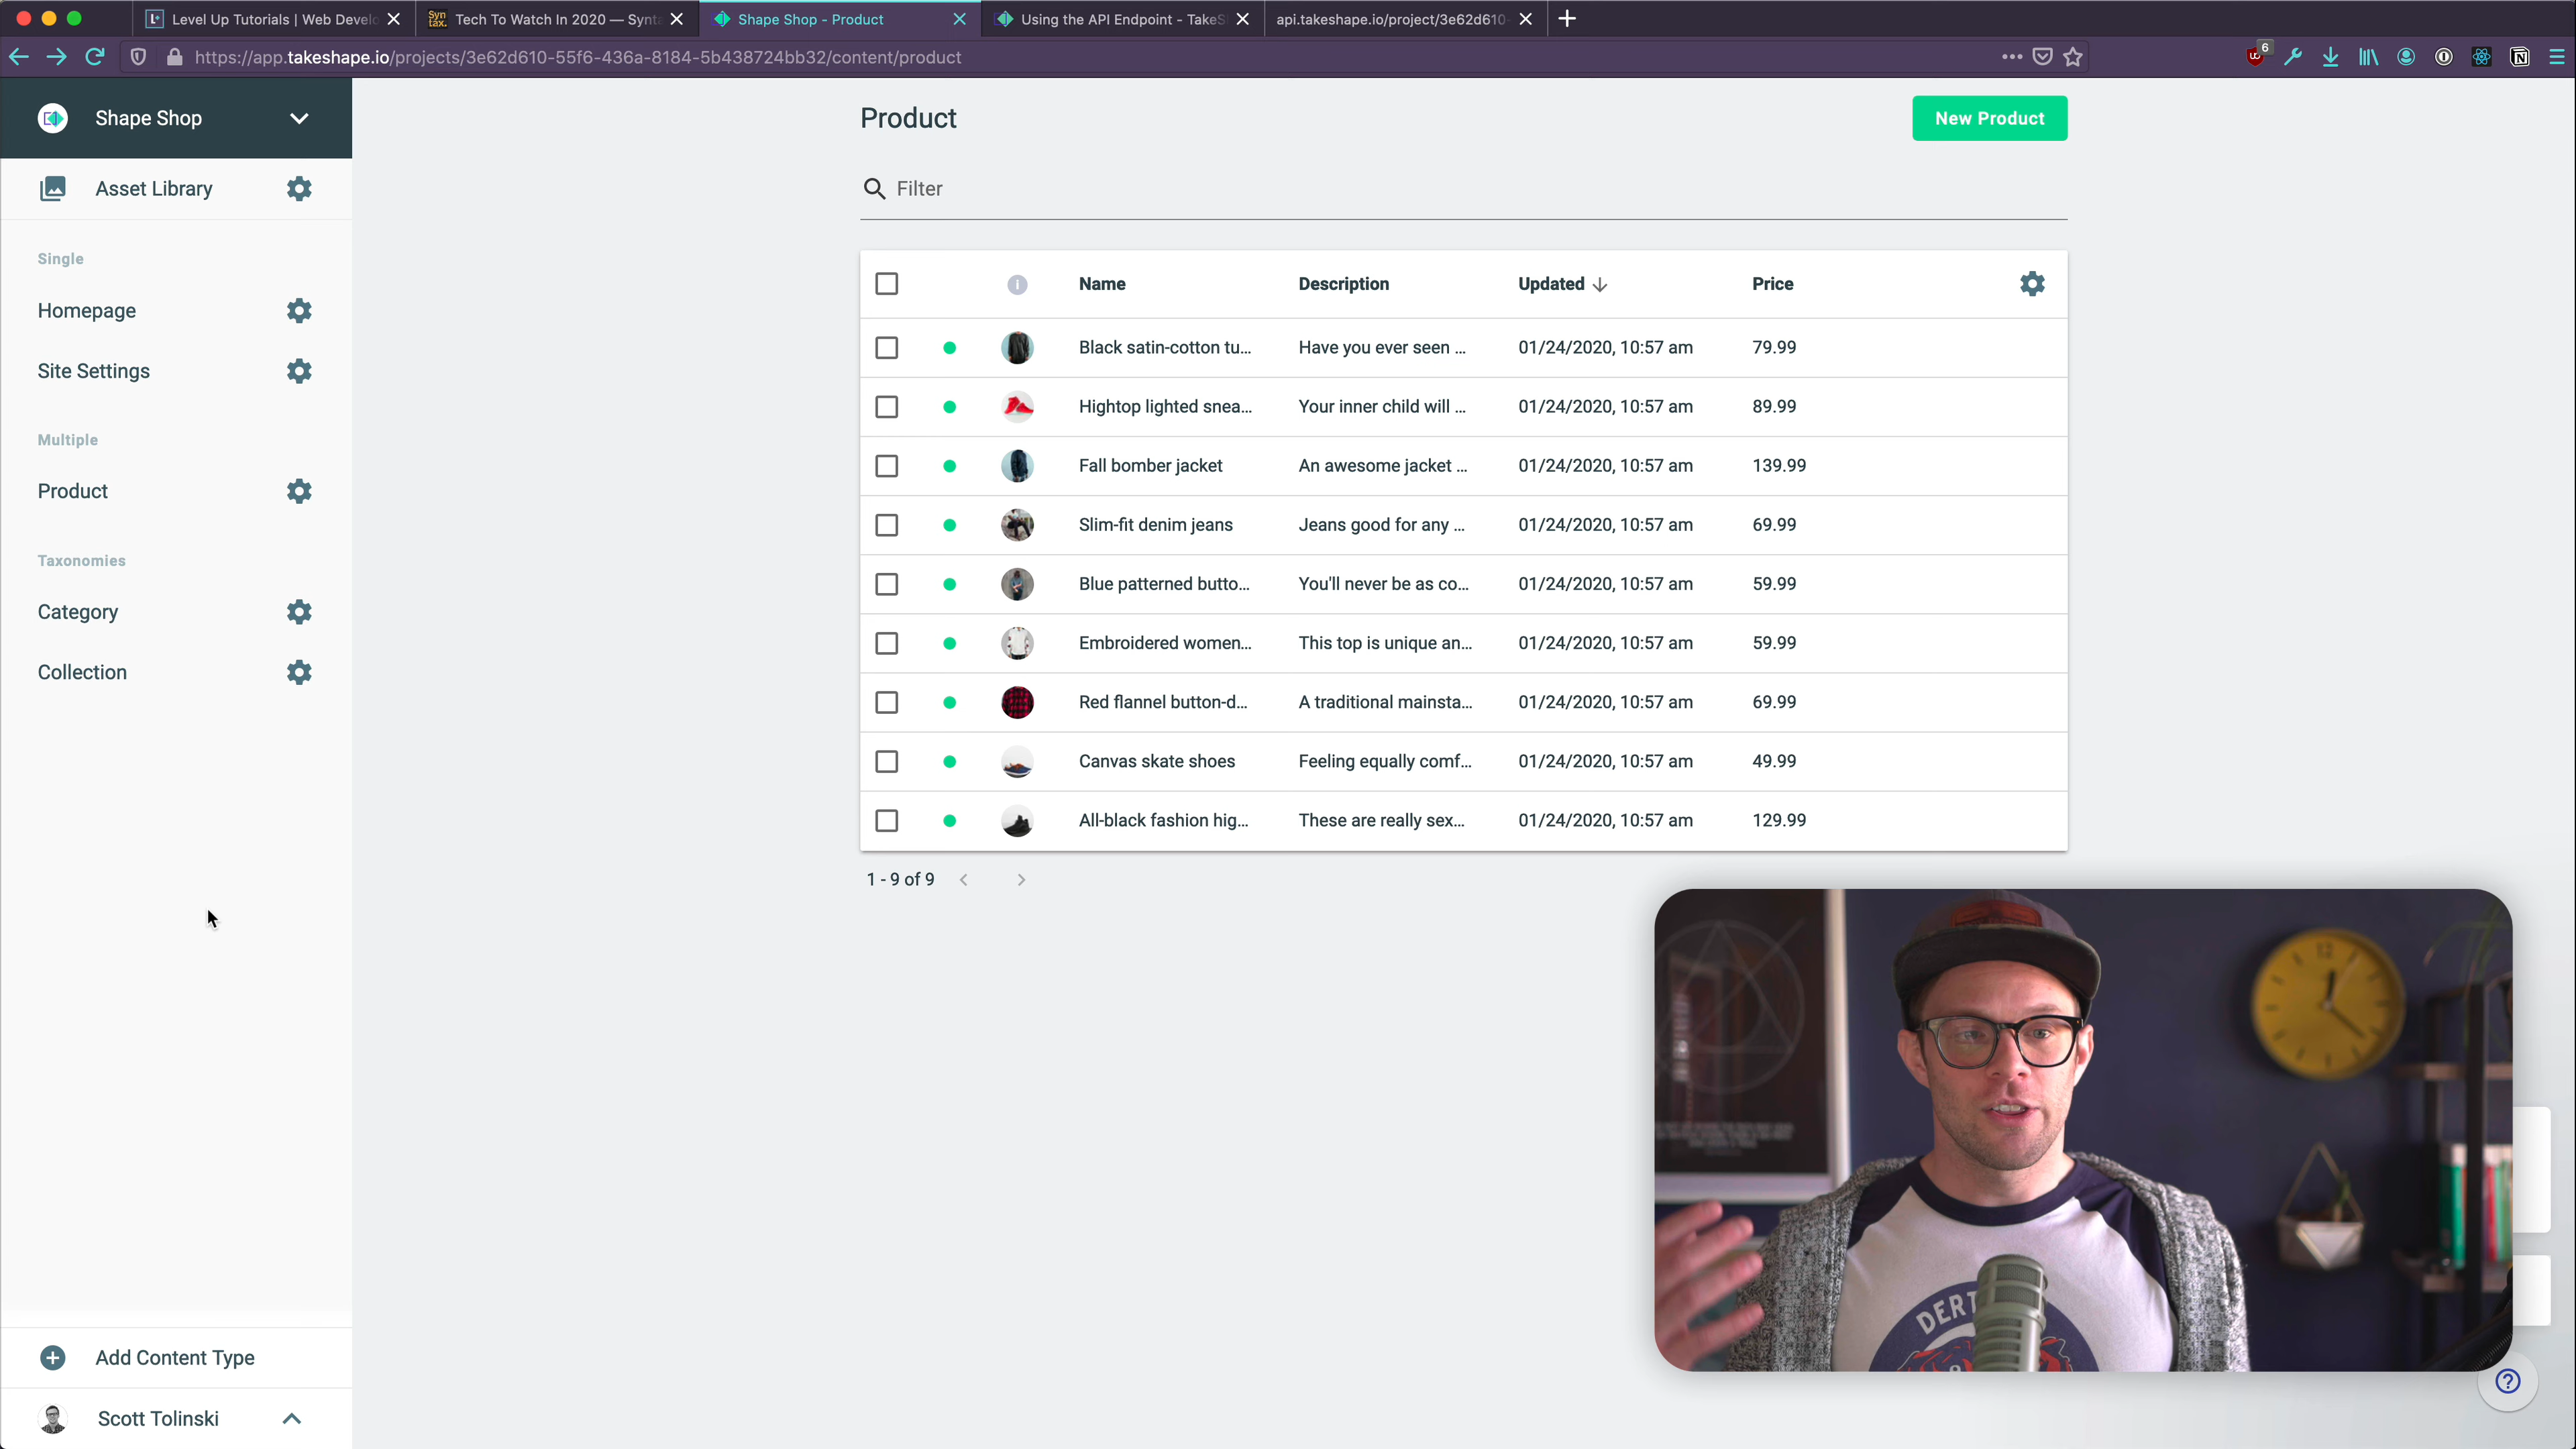 Level Up Tutorials | Web Develo
Syn tax.
Tech To Watch In 2020 — Synta
Shape Shop - Product
Using the API Endpoint - TakeS
api.takeshape.io/project/3e62d610-
https://app.takeshape.io/projects/3e62d610-55f6-436a-8184-5b438724bb32/content/product
6
Shape Shop
Product
New Product
Asset Library
Filter
Single
Homepage
Site Settings
Multiple
Product
Taxonomies
Category
Collection
Name Description Updated Price
Black satin-cotton tu... Have you ever seen ... 01/24/2020, 10:57 am 79.99
Hightop lighted snea... Your inner child will ... 01/24/2020, 10:57 am 89.99
Fall bomber jacket An awesome jacket ... 01/24/2020, 10:57 am 139.99
Slim-fit denim jeans Jeans good for any ... 01/24/2020, 10:57 am 69.99
Blue patterned butto... You'll never be as co... 01/24/2020, 10:57 am 59.99
Embroidered women... This top is unique an... 01/24/2020, 10:57 am 59.99
Red flannel button-d... A traditional mainsta... 01/24/2020, 10:57 am 69.99
Canvas skate shoes Feeling equally comf... 01/24/2020, 10:57 am 49.99
All-black fashion hig... These are really sex... 01/24/2020, 10:57 am 129.99
1 - 9 of 9
12
DERT
Add Content Type
Scott Tolinski